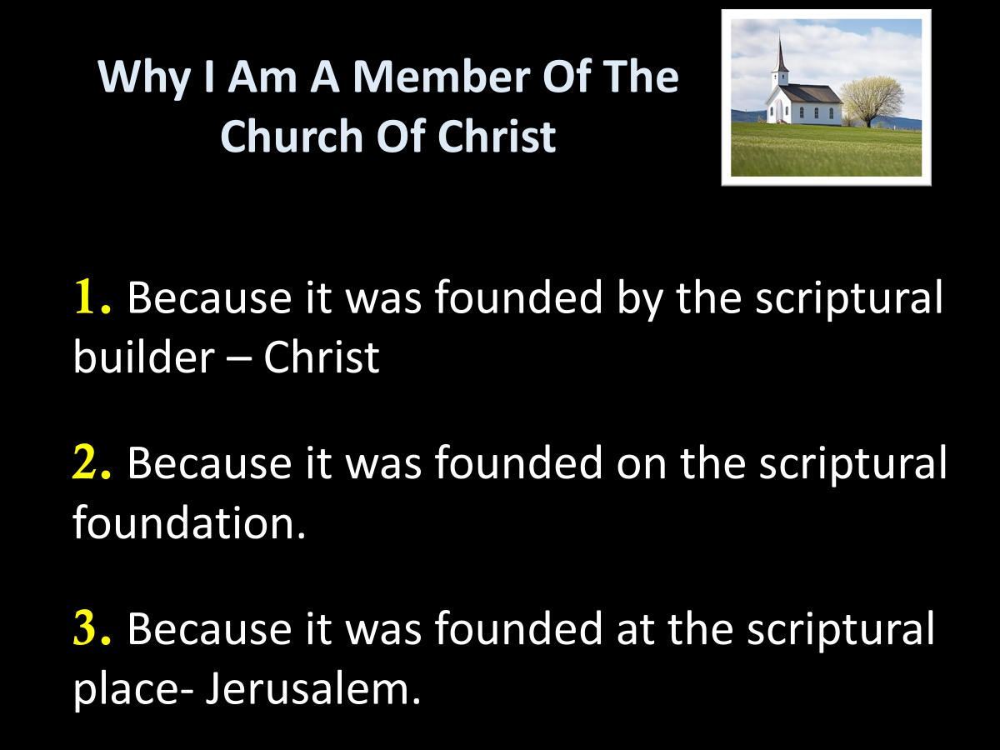 Why I Am A Member Of The
Church Of Christ
1. Because it was founded by the scriptural
builder – Christ
2. Because it was founded on the scriptural
foundation.
3. Because it was founded at the scriptural
place- Jerusalem.